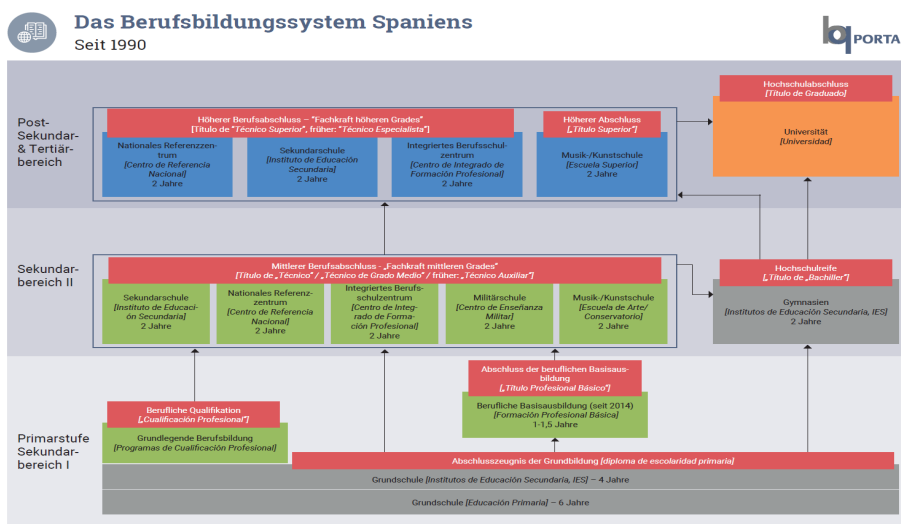 Das Berufsbildungssystem Spaniens
Seit 1990
bq PORTAL
Post-
Sekundar-
& Tertiär-
bereich
Höherer Berufsabschluss – "Fachkraft höheren Grades"
[Titulo de "Técnico Superior", früher: "Técnico Especialista"]
Nationales Referenzzen-
trum
[Centro de Referencia
Nacional]
2 Jahre
Sekundarschule
[Instituto de Educación
Secundaria]
2 Jahre
Integriertes Berufsschul-
zentrum
[Centro de Integrado de
Formación Profesional]
2 Jahre
Höherer Abschluss
[„Título Superior"]
Musik-/Kunstschule
[Escuela Superior]
2 Jahre
Hochschulabschluss
[Título de Graduado]
Universität
[Universidad]
Sekundar-
bereich II
Mittlerer Berufsabschluss - „Fachkraft mittleren Grades"
[Título de „Técnico" / „Técnico de Grado Medio" / früher: „Técnico Auxiliar"]
Sekundarschule
[Instituto de Educaci-
ón Secundaria]
2 Jahre
Nationales Referenz-
zentrum
[Centro de Referencia
Nacional]
2 Jahre
Integriertes Berufs-
schulzentrum
[Centro de Integ-
rado de Forma-
ción Profesional]
2 Jahre
Militärschule
[Centro de Enseñanza
Militar]
2 Jahre
Musik-/Kunstschule
[Escuela de Arte/
Conservatorio]
2 Jahre
Hochschulreife
[„Título de „Bachiller"]
Gymnasien
[Institutos de Educación Secundaria, IES]
2 Jahre
Primarstufe
Sekundar-
bereich I
Abschluss der beruflichen Basisaus-
bildung
[„Título Profesional Básico"]
Berufliche Basisausbildung (seit 2014)
[Formación Profesional Básica]
1-1,5 Jahre
Berufliche Qualifikation
[„Cualificación Profesional"]
Grundlegende Berufsbildung
[Programas de Cualificación Profesional]
Abschlusszeugnis der Grundbildung [diploma de escolaridad primaria]
Grundschule [Institutos de Educación Secundaria, IES] – 4 Jahre
Grundschule [Educación Primaria] – 6 Jahre